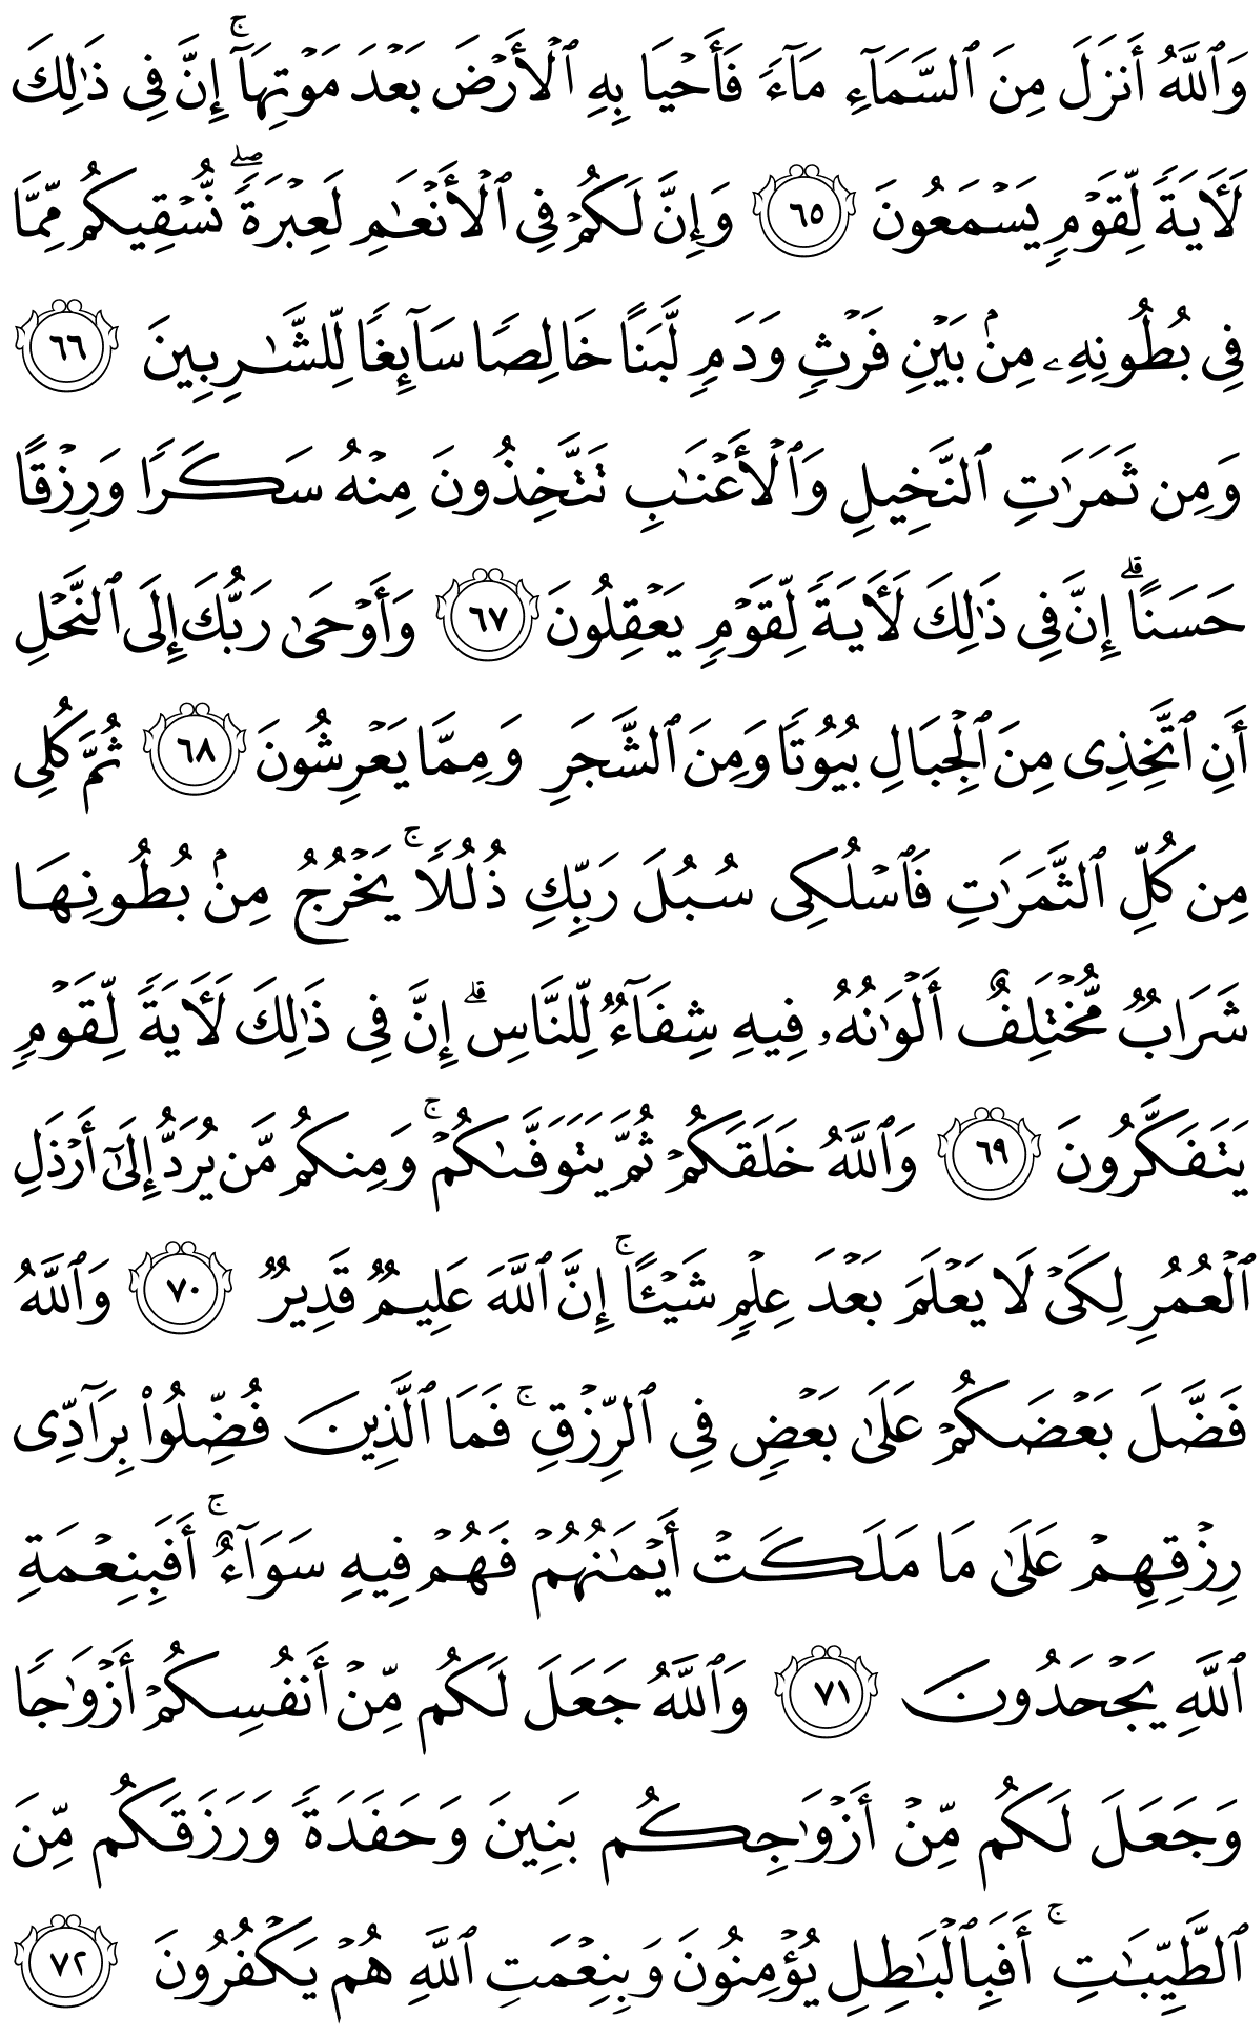 وَٱللَّهُ أَنزَلَ مِنَ ٱلسَّمَآءِ مَآءً فَأَحْيَا بِهِ ٱلْأَرْضَ بَعْدَ مَوْتِهَآ ۚ إِنَّ فِى ذَٰلِكَ
لَـَٔايَةً لِّقَوْمٍ يَسْمَعُونَ ٦٥ وَإِنَّ لَكُمْ فِى ٱلْأَنْعَـٰمِ لَعِبْرَةً ۖ نُّسْقِيكُم مِّمَّا
فِى بُطُونِهِۦ مِنۢ بَيْنِ فَرْثٍ وَدَمٍ لَّبَنًا خَالِصًا سَآئِغًا لِّلشَّـٰرِبِينَ ٦٦
وَمِن ثَمَرَٰتِ ٱلنَّخِيلِ وَٱلْأَعْنَـٰبِ تَتَّخِذُونَ مِنْهُ سَكَرًا وَرِزْقًا
حَسَنًا ۗ إِنَّ فِى ذَٰلِكَ لَـَٔايَةً لِّقَوْمٍ يَعْقِلُونَ ٦٧ وَأَوْحَىٰ رَبُّكَ إِلَى ٱلنَّحْلِ
أَنِ ٱتَّخِذِى مِنَ ٱلْجِبَالِ بُيُوتًا وَمِنَ ٱلشَّجَرِ وَمِمَّا يَعْرِشُونَ ٦٨ ثُمَّ كُلِى
مِن كُلِّ ٱلثَّمَرَٰتِ فَٱسْلُكِى سُبُلَ رَبِّكِ ذُلُلًا ۚ يَخْرُجُ مِنۢ بُطُونِهَا
شَرَابٌ مُّخْتَلِفٌ أَلْوَٰنُهُۥ فِيهِ شِفَآءٌ لِّلنَّاسِ ۗ إِنَّ فِى ذَٰلِكَ لَـَٔايَةً لِّقَوْمٍ
يَتَفَكَّرُونَ ٦٩ وَٱللَّهُ خَلَقَكُمْ ثُمَّ يَتَوَفَّىٰكُمْ ۚ وَمِنكُم مَّن يُرَدُّ إِلَىٰٓ أَرْذَلِ
ٱلْعُمُرِ لِكَىْ لَا يَعْلَمَ بَعْدَ عِلْمٍ شَيْـًٔا ۚ إِنَّ ٱللَّهَ عَلِيمٌ قَدِيرٌ ٧٠ وَٱللَّهُ
فَضَّلَ بَعْضَكُمْ عَلَىٰ بَعْضٍ فِى ٱلرِّزْقِ ۚ فَمَا ٱلَّذِينَ فُضِّلُوا۟ بِرَآدِّى
رِزْقِهِمْ عَلَىٰ مَا مَلَكَتْ أَيْمَـٰنُهُمْ فَهُمْ فِيهِ سَوَآءٌ ۚ أَفَبِنِعْمَةِ
ٱللَّهِ يَجْحَدُونَ ٧١ وَٱللَّهُ جَعَلَ لَكُم مِّنْ أَنفُسِكُمْ أَزْوَٰجًا
وَجَعَلَ لَكُم مِّنْ أَزْوَٰجِكُم بَنِينَ وَحَفَدَةً وَرَزَقَكُم مِّنَ
ٱلطَّيِّبَـٰتِ ۚ أَفَبِٱلْبَـٰطِلِ يُؤْمِنُونَ وَبِنِعْمَتِ ٱللَّهِ هُمْ يَكْفُرُونَ ٧٢